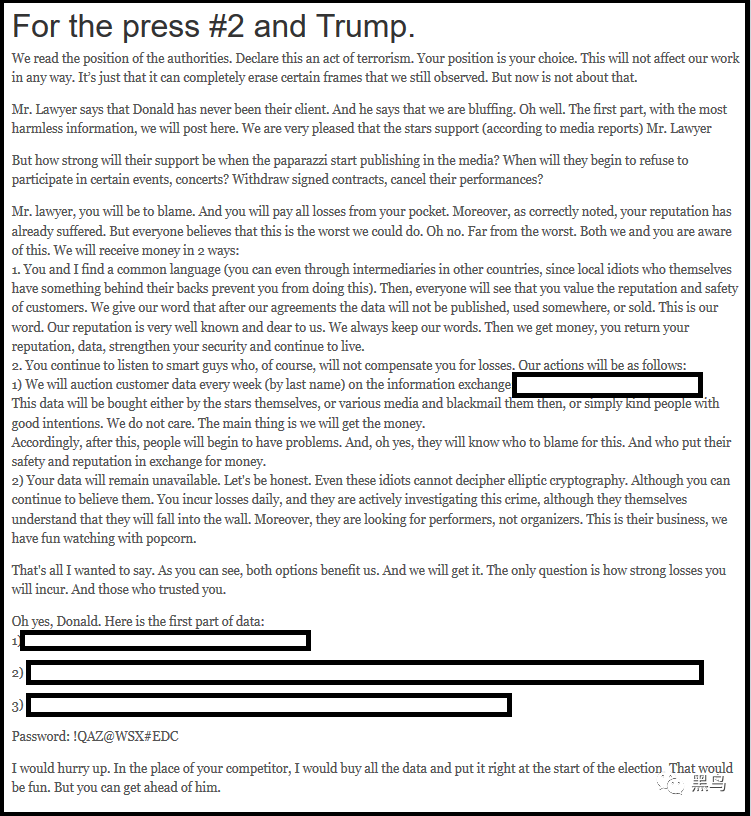 For the press #2 and Trump.
We read the position of the authorities. Declare this an act of terrorism. Your position is your choice. This will not affect our work
in any way. It’s just that it can completely erase certain frames that we still observed. But now is not about that.
Mr. Lawyer says that Donald has never been their client. And he says that we are bluffing. Oh well. The first part, with the most
harmless information, we will post here. We are very pleased that the stars support (according to media reports) Mr. Lawyer
But how strong will their support be when the paparazzi start publishing in the media? When will they begin to refuse to
participate in certain events, concerts? Withdraw signed contracts, cancel their performances?
Mr. lawyer, you will be to blame. And you will pay all losses from your pocket. Moreover, as correctly noted, your reputation has
already suffered. But everyone believes that this is the worst we could do. Oh no. Far from the worst. Both we and you are aware
of this. We will receive money in 2 ways:
1. You and I find a common language (you can even through intermediaries in other countries, since local idiots who themselves
have something behind their backs prevent you from doing this). Then, everyone will see that you value the reputation and safety
of customers. We give our word that after our agreements the data will not be published, used somewhere, or sold. This is our
word. Our reputation is very well known and dear to us. We always keep our words. Then we get money, you return your
reputation, data, strengthen your security and continue to live.
2. You continue to listen to smart guys who, of course, will not compensate you for losses. Our actions will be as follows:
1) We will auction customer data every week (by last name) on the information exchange
This data will be bought either by the stars themselves, or various media and blackmail them then, or simply kind people with
good intentions. We do not care. The main thing is we will get the money.
Accordingly, after this, people will begin to have problems. And, oh yes, they will know who to blame for this. And who put their
safety and reputation in exchange for money.
2) Your data will remain unavailable. Let's be honest. Even these idiots cannot decipher elliptic cryptography. Although you can
continue to believe them. You incur losses daily, and they are actively investigating this crime, although they themselves
understand that they will fall into the wall. Moreover, they are looking for performers, not organizers. This is their business, we
have fun watching with popcorn.
That's all I wanted to say. As you can see, both options benefit us. And we will get it. The only question is how strong losses you
will incur. And those who trusted you.
Oh yes, Donald. Here is the first part of data:
1)
2)
3)
Password: !QAZ@WSX#EDC
I would hurry up. In the place of your competitor, I would buy all the data and put it right at the start of the election. That would
be fun. But you can get ahead of him.
黑鸟